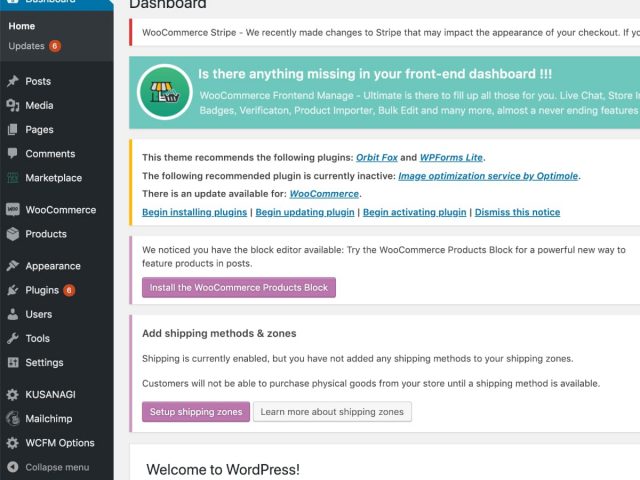 Dashboard
Home
Updates 6
Posts
Media
Pages
Comments
Marketplace
WooCommerce
Products
Appearance
Plugins 6
Users
Tools
Settings
KUSANAGI
Mailchimp
WCFM Options
Collapse menu
Dashboard
WooCommerce Stripe - We recently made changes to Stripe that may impact the appearance of your checkout. If yo
Is there anything missing in your front-end dashboard !!!
WooCommerce Frontend Manage - Ultimate is there to fill up all those for you. Live Chat, Store In
Badges, Verificaton, Product Importer, Bulk Edit and many more, almost a never ending features
This theme recommends the following plugins: Orbit Fox and WPForms Lite.
The following recommended plugin is currently inactive: Image optimization service by Optimole.
There is an update available for: WooCommerce.
Begin installing plugins | Begin updating plugin | Begin activating plugin | Dismiss this notice
We noticed you have the block editor available: Try the WooCommerce Products Block for a powerful new way to
feature products in posts.
Install the WooCommerce Products Block
Add shipping methods & zones
Shipping is currently enabled, but you have not added any shipping methods to your shipping zones.
Customers will not be able to purchase physical goods from your store until a shipping method is available.
Setup shipping zones
Learn more about shipping zones
Welcome to WordPress!